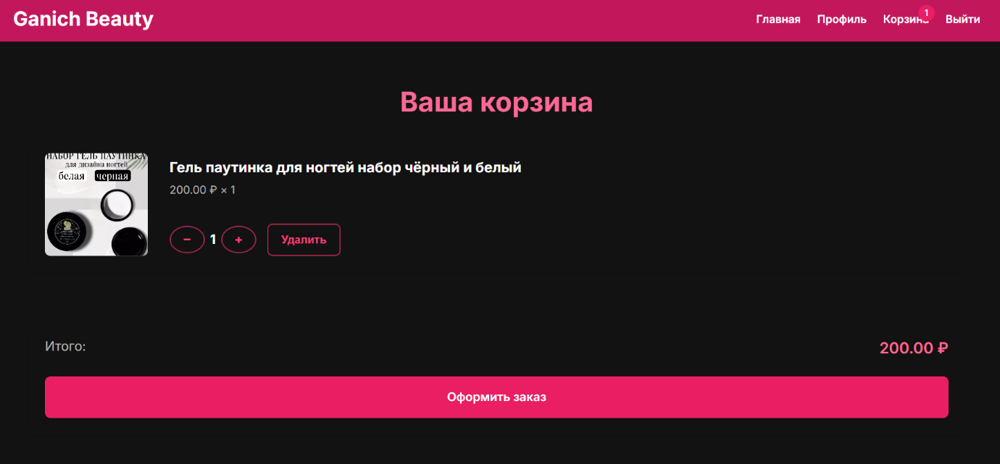 Ganich Beauty
Главная Профиль Корзина 1 Выйти
Ваша корзина
НАБОР ГЕЛЬ ПАУТИНКА
для дизайна ногтей
белая черная
Гель паутинка для ногтей набор чёрный и белый
200.00 ₽ × 1
− 1 + Удалить
Итого: 200.00 ₽
Оформить заказ